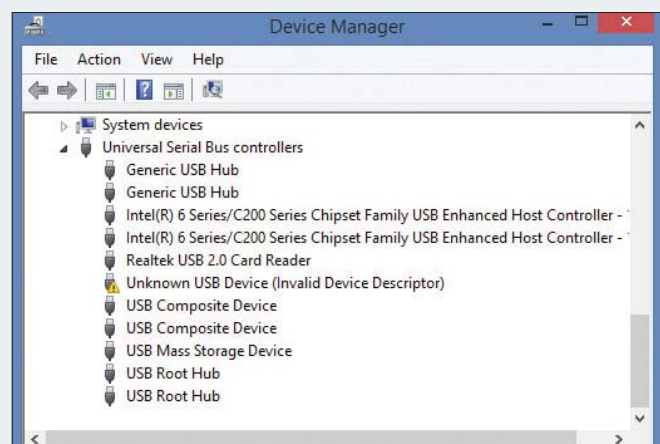 Device Manager
File Action View Help
System devices
Universal Serial Bus controllers
Generic USB Hub
Generic USB Hub
Intel(R) 6 Series/C200 Series Chipset Family USB Enhanced Host Controller -
Intel(R) 6 Series/C200 Series Chipset Family USB Enhanced Host Controller -
Realtek USB 2.0 Card Reader
Unknown USB Device (Invalid Device Descriptor)
USB Composite Device
USB Composite Device
USB Mass Storage Device
USB Root Hub
USB Root Hub